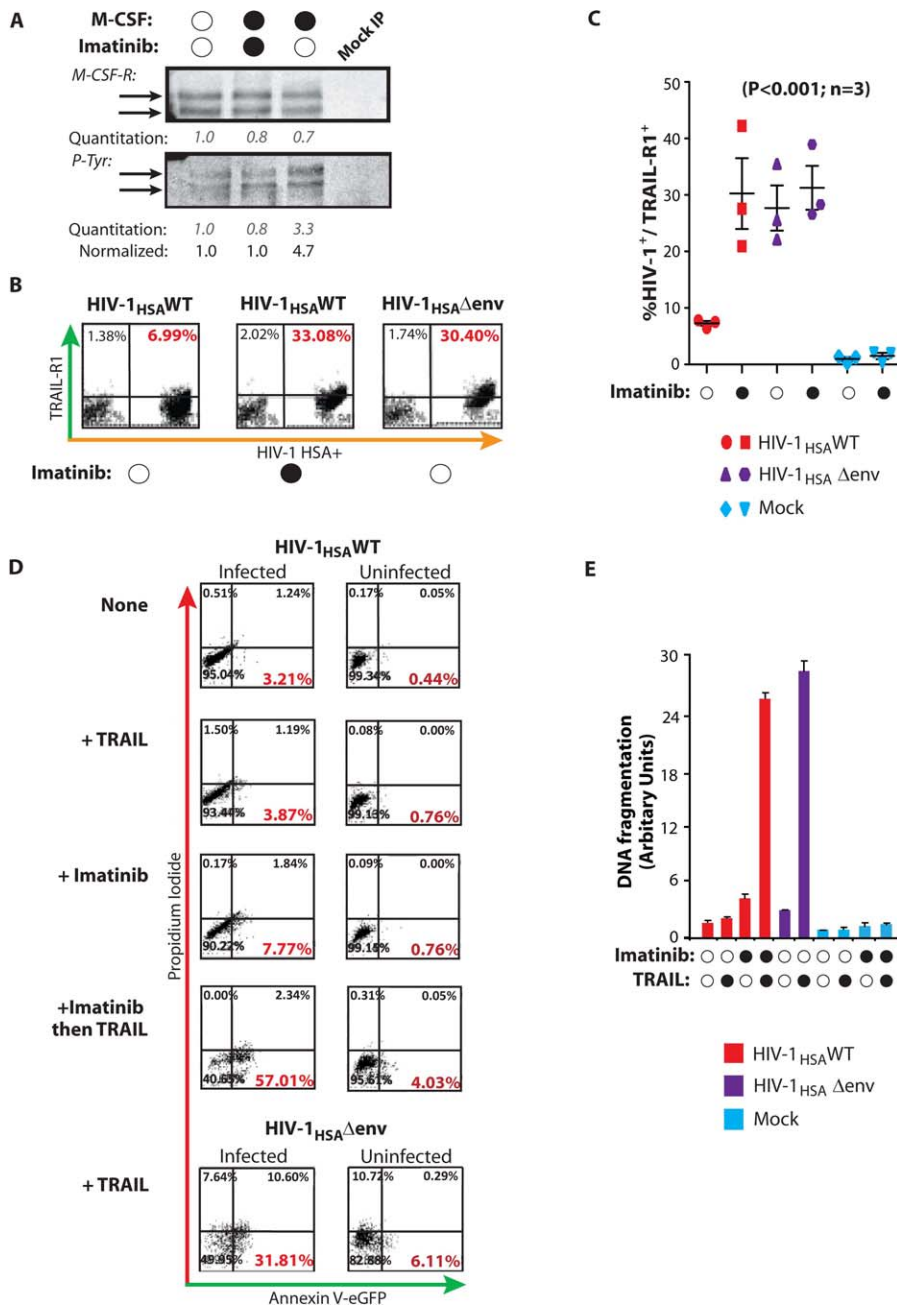 A
M-CSF:
Imatinib:
Mock IP
M-CSF-R:
Quantitation: 1.0 0.8 0.7
P-Tyr:
Quantitation: 1.0 0.8 3.3
Normalized: 1.0 1.0 4.7
B
HIV-1HSAWT HIV-1HSAWT HIV-1HSAΔenv
1.38% 6.99% 2.02% 33.08% 1.74% 30.40%
TRAIL-R1
HIV-1 HSA+
Imatinib:
C
(P<0.001; n=3)
%HIV-1+/ TRAIL-R1+
50
40
30
20
10
0
Imatinib:
HIV-1HSAWT
HIV-1HSA Δenv
Mock
D
HIV-1HSAWT
Infected Uninfected
None
0.51% 1.24% 0.17% 0.05%
95.04% 3.21% 99.34% 0.44%
+ TRAIL
1.50% 1.19% 0.08% 0.00%
93.44% 3.87% 99.13% 0.76%
+ Imatinib
0.17% 1.84% 0.09% 0.00%
90.22% 7.77% 99.15% 0.76%
+Imatinib
then TRAIL
0.00% 2.34% 0.31% 0.05%
40.65% 57.01% 95.61% 4.03%
HIV-1HSAΔenv
Infected Uninfected
+ TRAIL
7.64% 10.60% 10.72% 0.29%
49.95% 31.81% 82.88% 6.11%
Propidium Iodide
Annexin V-eGFP
E
DNA fragmentation
(Arbitary Units)
30
24
18
12
6
0
Imatinib:
TRAIL:
HIV-1HSAWT
HIV-1HSA Δenv
Mock